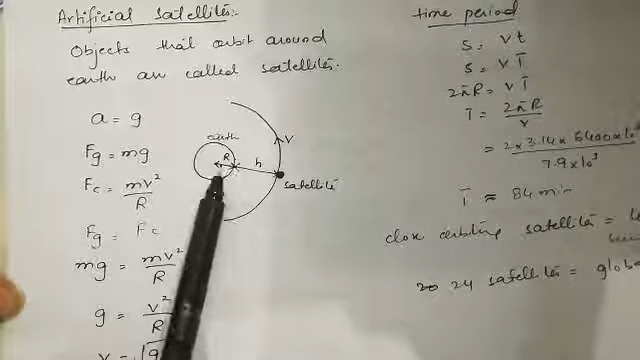 Artificial satellites:-
Objects that orbit around
earth are called satellites.
a = g
Fg = mg
Fc = mv²/R
Fg = Fc
mg = mv²/R
g = v²/R
earth
R
h
V
satellite
time period
S = Vt
S = VT
2πR = VT
T = 2πR/V
= 2 x 3.14 x 6400 x 10³/7.9 x 10³
T ≈ 84 min
close orbiting satellites =
24 satellites =